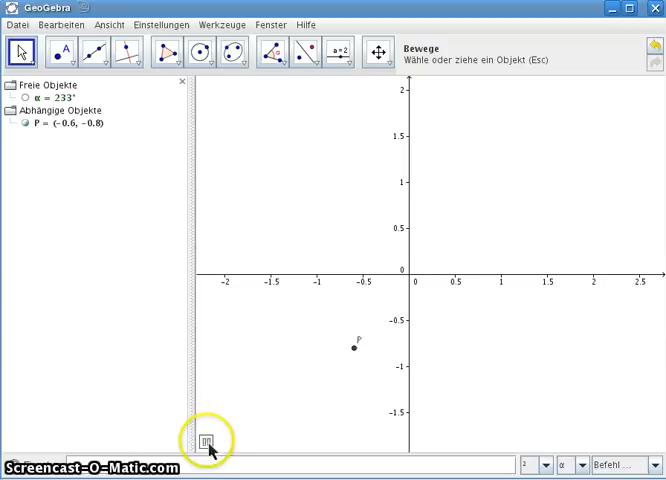 GeoGebra
Datei Bearbeiten Ansicht Einstellungen Werkzeuge Fenster Hilfe
A
a = 2
Bewege
Wähle oder ziehe ein Objekt (Esc)
Freie Objekte
α = 233°
Abhängige Objekte
P = (-0.6, -0.8)
2
1.5
1
0.5
0
-2 -1.5 -1 -0.5 0 0.5 1 1.5 2 2.5
-0.5
P
-1
-1.5
2 α Befehl ...
Screencast-O-Matic.com